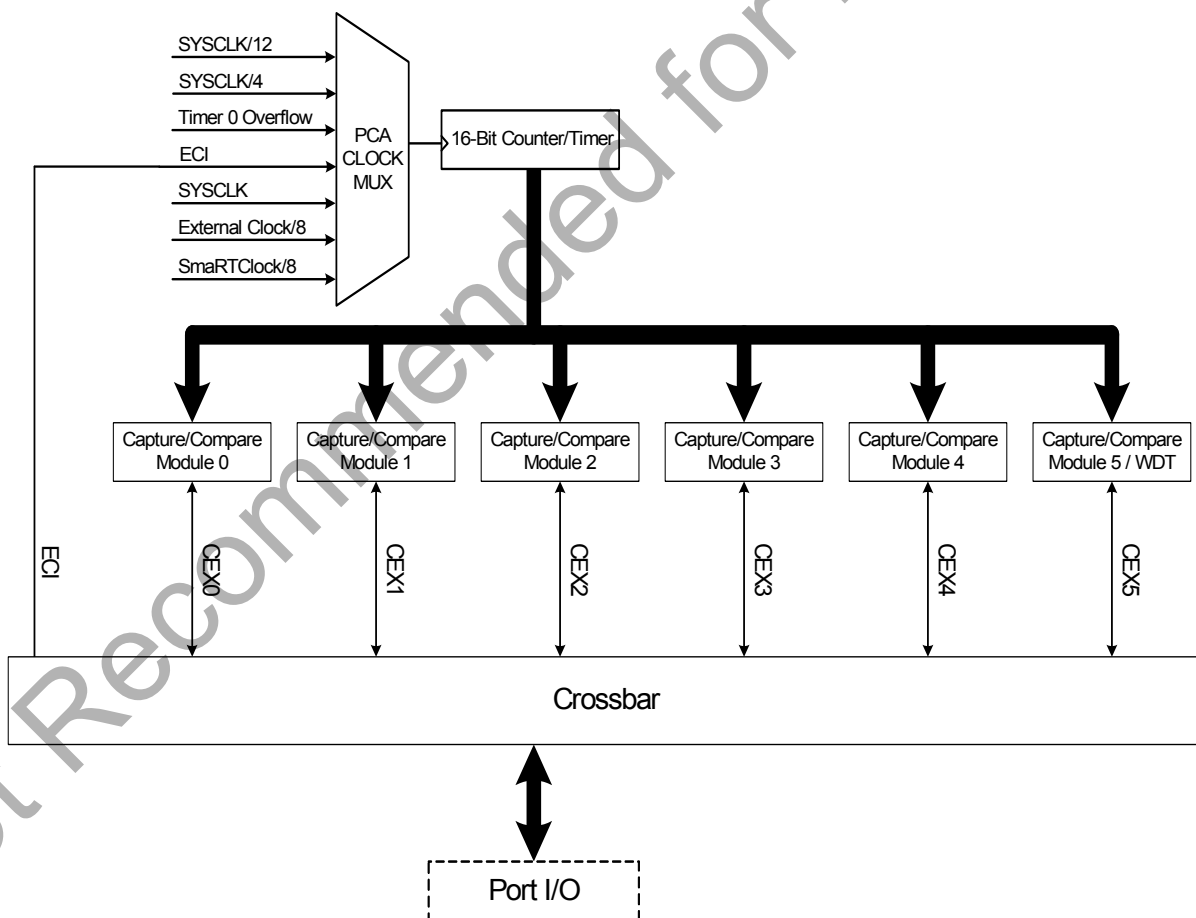 SYSCLK/12
SYSCLK/4
Timer 0 Overflow
ECI
SYSCLK
External Clock/8
SmaRTClock/8
PCA
CLOCK
MUX
16-Bit Counter/Timer
Capture/Compare
Module 0
Capture/Compare
Module 1
Capture/Compare
Module 2
Capture/Compare
Module 3
Capture/Compare
Module 4
Capture/Compare
Module 5 / WDT
ECI
CEX0
CEX1
CEX2
CEX3
CEX4
CEX5
Crossbar
Port I/O
Recommended for